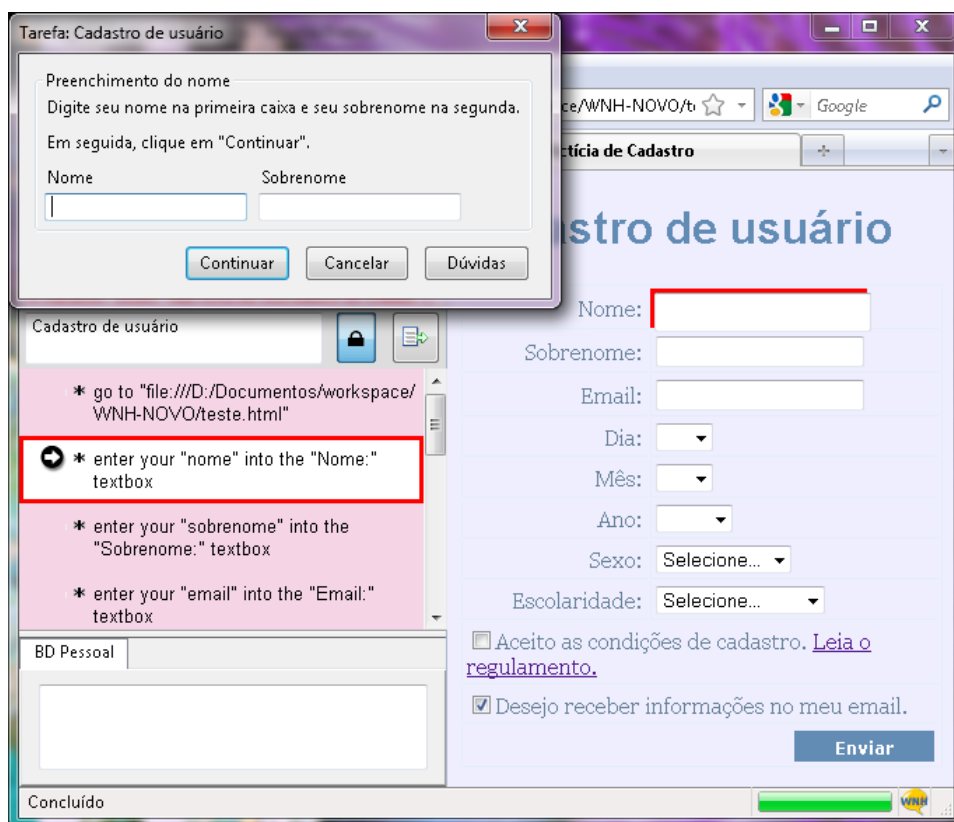 Tarefa: Cadastro de usuário
Preenchimento do nome
Digite seu nome na primeira caixa e seu sobrenome na segunda.
Em seguida, clique em "Continuar".
Nome Sobrenome
Continuar Cancelar Dúvidas
ce/WNH-NOVO/t Google
ctícia de Cadastro
stro de usuário
Cadastro de usuário
* go to "file:///D:/Documentos/workspace/
WNH-NOVO/teste.html"
* enter your "nome" into the "Nome:"
textbox
* enter your "sobrenome" into the
"Sobrenome:" textbox
* enter your "email" into the "Email:"
textbox
BD Pessoal
Nome:
Sobrenome:
Email:
Dia:
Mês:
Ano:
Sexo: Selecione...
Escolaridade: Selecione...
Aceito as condições de cadastro. Leia o
regulamento.
Desejo receber informações no meu email.
Enviar
Concluído
WNH